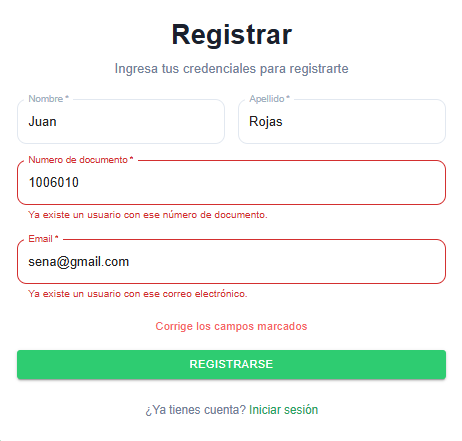 Registrar
Ingresa tus credenciales para registrarte
Nombre *
Apellido *
Juan
Rojas
Numero de documento *
1006010
Ya existe un usuario con ese número de documento.
Email *
sena@gmail.com
Ya existe un usuario con ese correo electrónico.
Corrige los campos marcados
REGISTRARSE
¿Ya tienes cuenta? Iniciar sesión